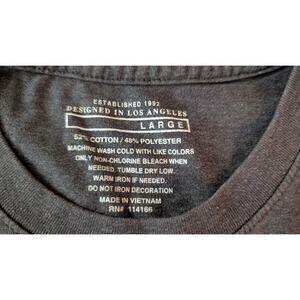 ESTABLISHED 1992
DESIGNED IN LOS ANGELES
LARGE
52% COTTON / 48% POLYESTER
MACHINE WASH COLD WITH LIKE COLORS
ONLY NON-CHLORINE BLEACH WHEN
NEEDED. TUMBLE DRY LOW.
WARM IRON IF NEEDED.
DO NOT IRON DECORATION
MADE IN VIETNAM
RN# 114166